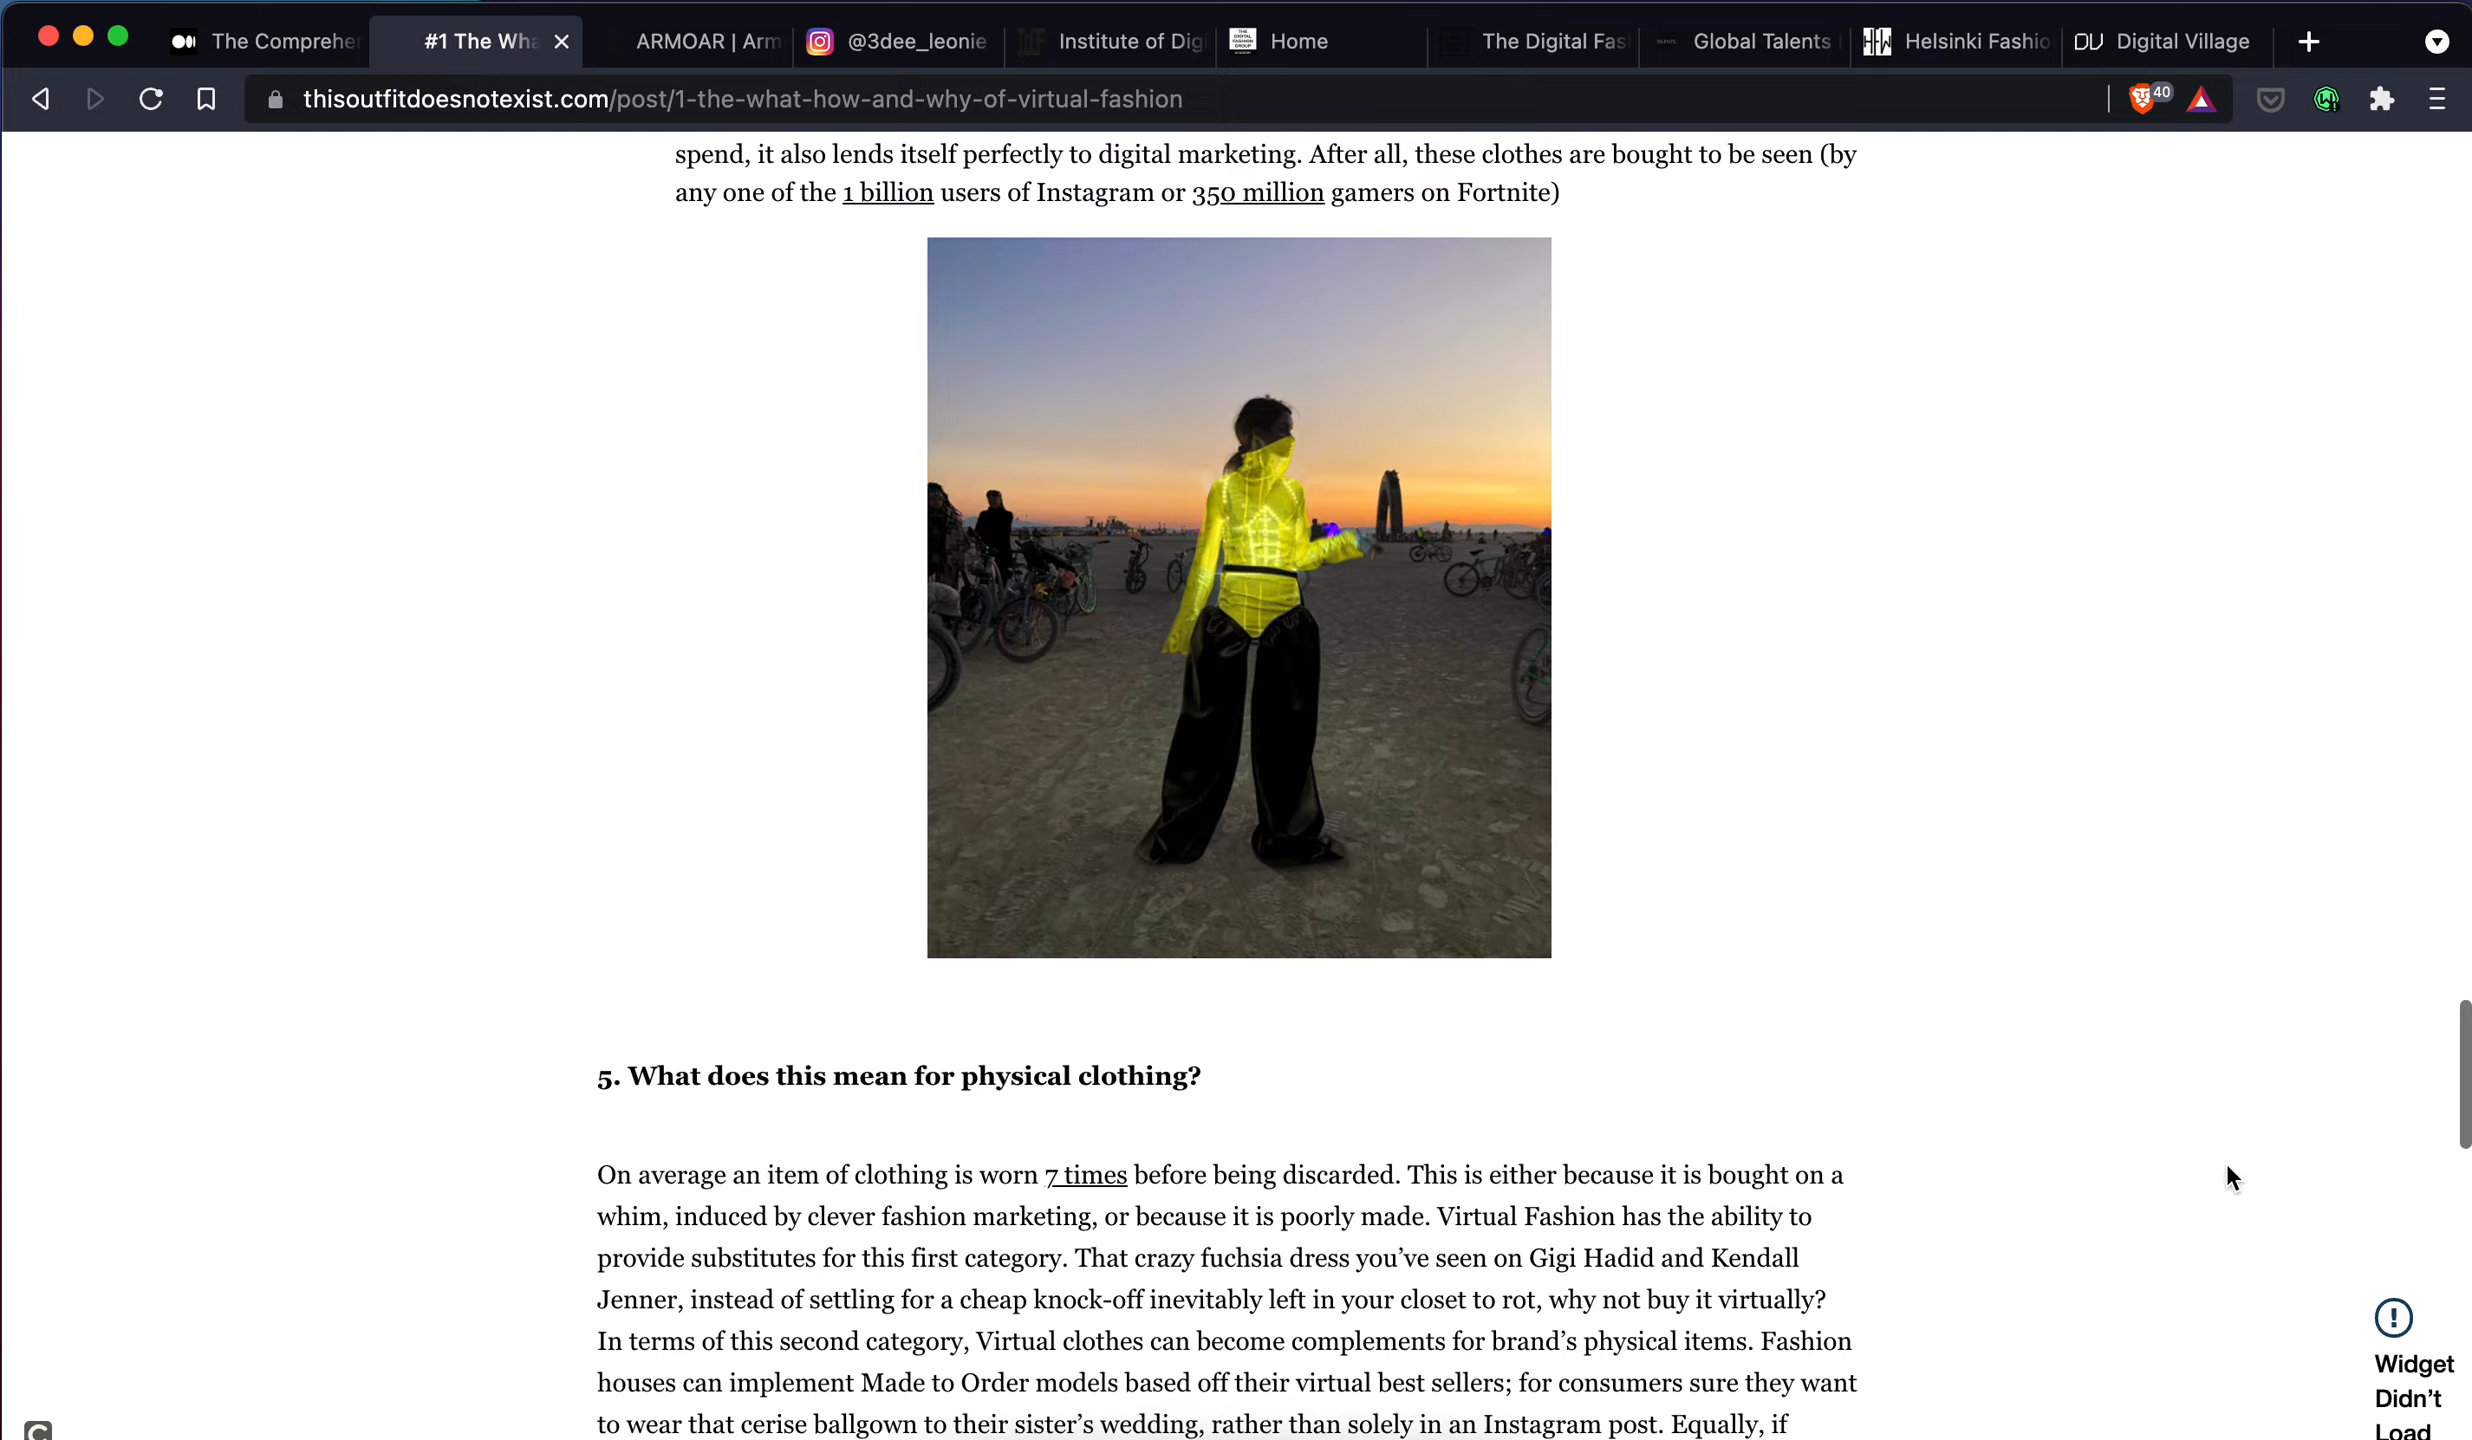 The Compreher
#1 The Wha
ARMOAR | Arm
@3dee_leonie
Institute of Digi
Home
The Digital Fas
Global Talents
HFW
Helsinki Fashio
DV
Digital Village
thisoutfitdoesnotexist.com/post/1-the-what-how-and-why-of-virtual-fashion
40
spend, it also lends itself perfectly to digital marketing. After all, these clothes are bought to be seen (by
any one of the 1 billion users of Instagram or 350 million gamers on Fortnite)
5. What does this mean for physical clothing?
On average an item of clothing is worn 7 times before being discarded. This is either because it is bought on a
whim, induced by clever fashion marketing, or because it is poorly made. Virtual Fashion has the ability to
provide substitutes for this first category. That crazy fuchsia dress you’ve seen on Gigi Hadid and Kendall
Jenner, instead of settling for a cheap knock-off inevitably left in your closet to rot, why not buy it virtually?
In terms of this second category, Virtual clothes can become complements for brand’s physical items. Fashion
houses can implement Made to Order models based off their virtual best sellers; for consumers sure they want
to wear that cerise ballgown to their sister’s wedding, rather than solely in an Instagram post. Equally, if
Widget
Didn’t
Load